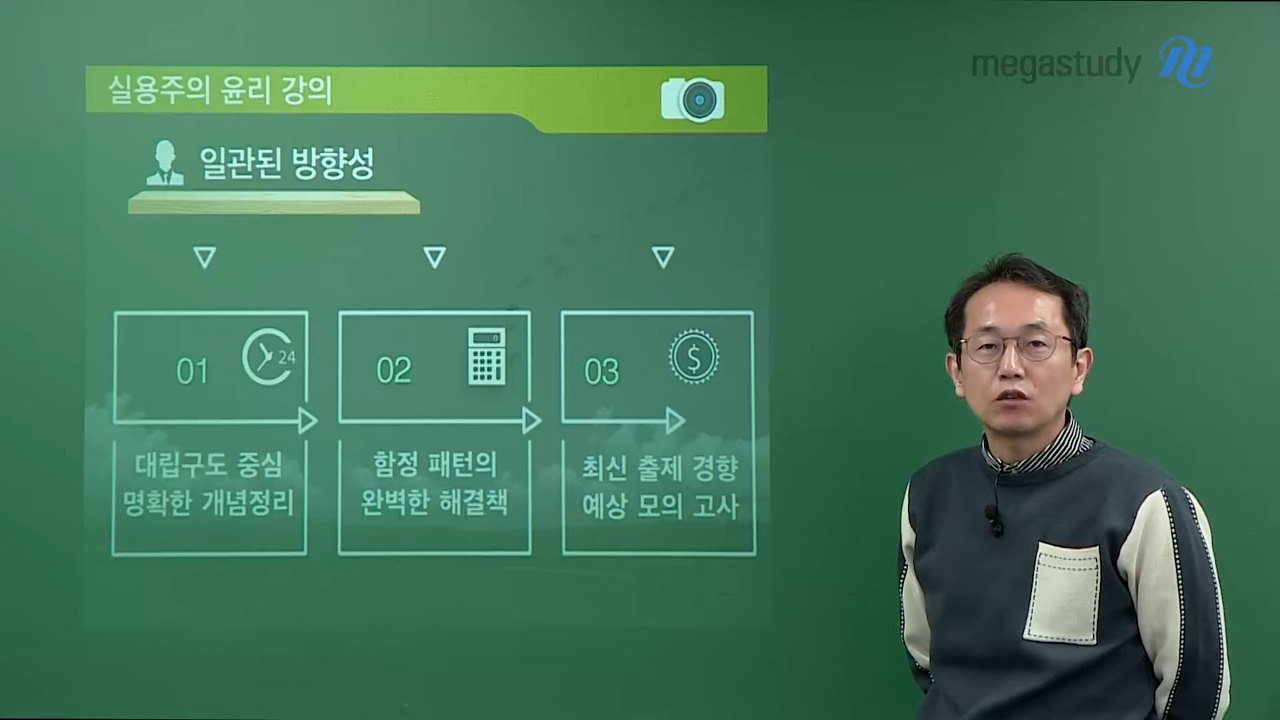 megastudy
실용주의 윤리 강의
일관된 방향성
01
24
02
0
03
$
대립구도 중심
명확한 개념정리
함정 패턴의
완벽한 해결책
최신 출제 경향
예상 모의 고사